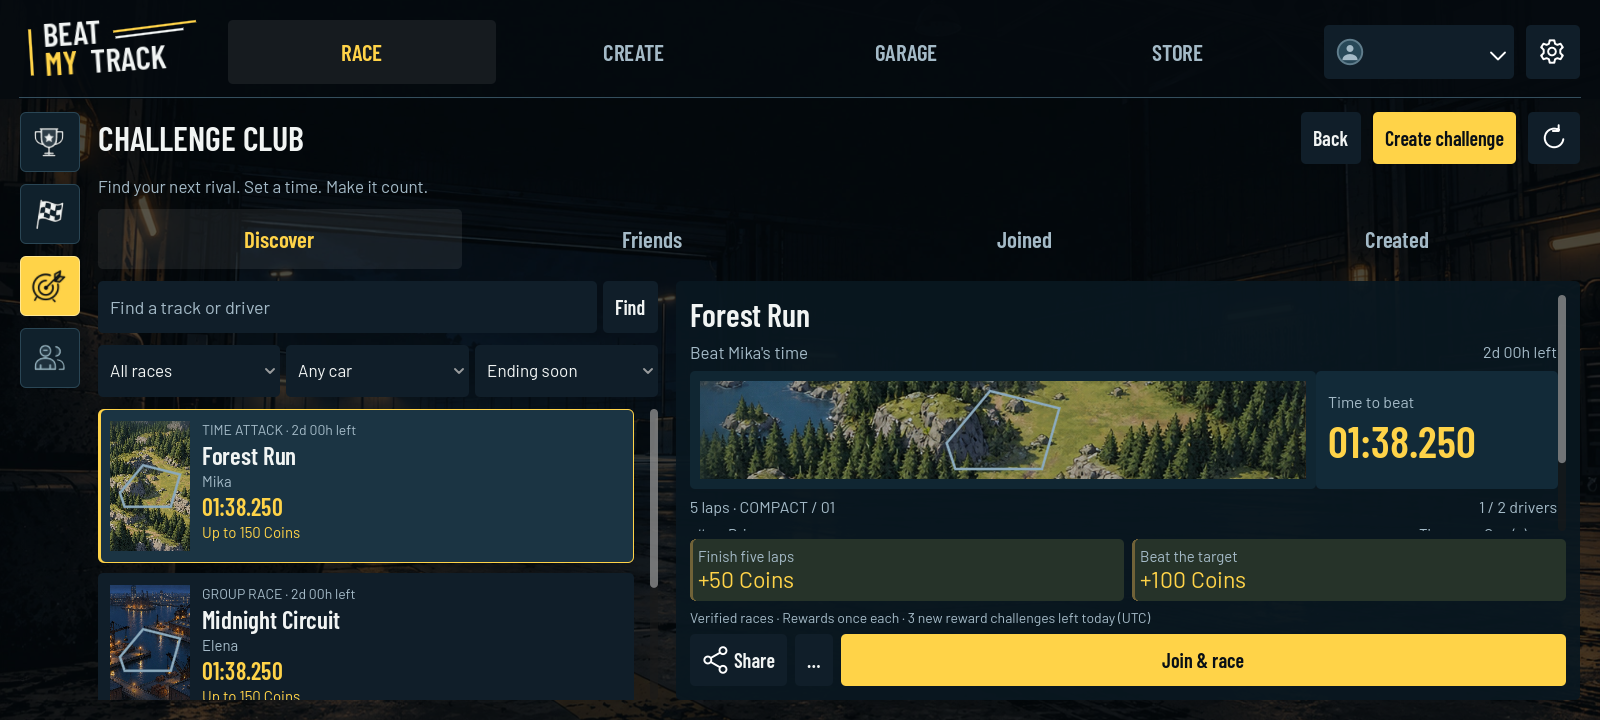 BEAT
MY TRACK
RACE
CREATE
GARAGE
STORE
CHALLENGE CLUB
Back
Create challenge
Find your next rival. Set a time. Make it count.
Discover
Friends
Joined
Created
Find a track or driver
Find
All races
Any car
Ending soon
TIME ATTACK · 2d 00h left
Forest Run
Mika
01:38.250
Up to 150 Coins
GROUP RACE · 2d 00h left
Midnight Circuit
Elena
01:38.250
Up to 150 Coins
Forest Run
Beat Mika's time
2d 00h left
Time to beat
01:38.250
5 laps · COMPACT / 01
1 / 2 drivers
Finish five laps
+50 Coins
Beat the target
+100 Coins
Verified races · Rewards once each · 3 new reward challenges left today (UTC)
Share
...
Join & race